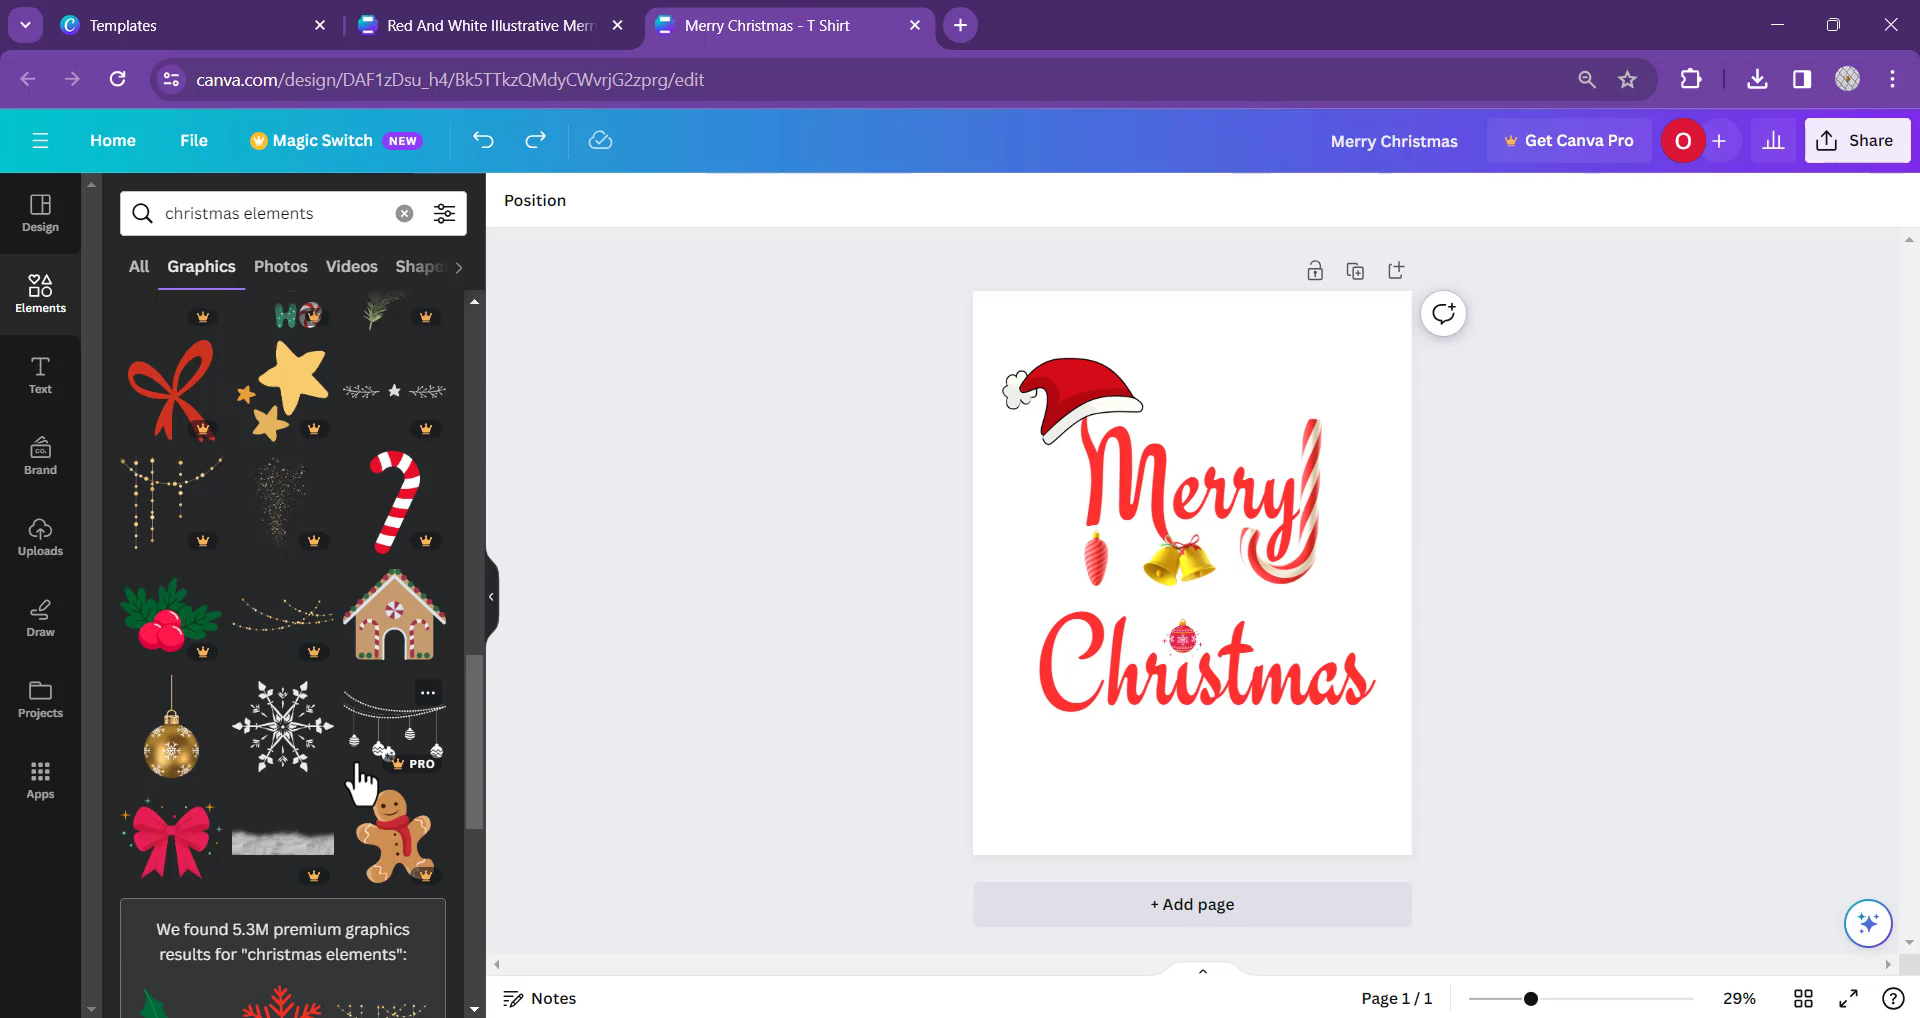 Templates
Red And White Illustrative Merr
Merry Christmas - T Shirt
canva.com/design/DAF1zDsu_h4/Bk5TTkzQMdyCWvrjG2zprg/edit
Home
File
Magic Switch
NEW
Merry Christmas
Get Canva Pro
O
Share
Design
Elements
Text
Brand
Uploads
Draw
Projects
Apps
christmas elements
All
Graphics
Photos
Videos
Shape
HO
PRO
We found 5.3M premium graphics
results for "christmas elements":
Position
Merry
Christmas
+ Add page
Notes
Page 1 / 1
29%